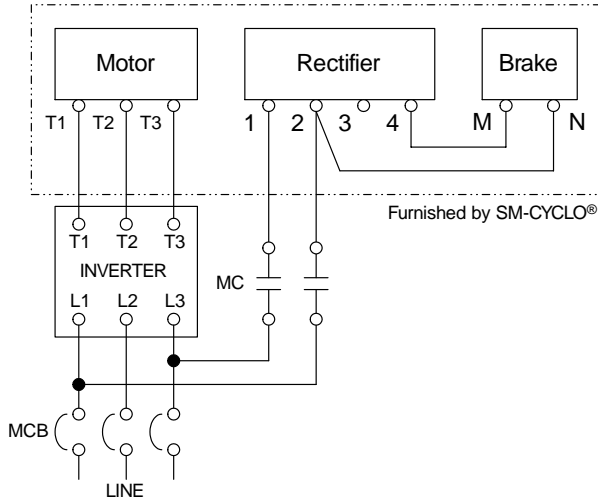 Motor Rectifier Brake
T1 T2 T3 1 2 3 4 M N
Furnished by SM-CYCLO®
T1 T2 T3
INVERTER
MC
L1 L2 L3
MCB
LINE